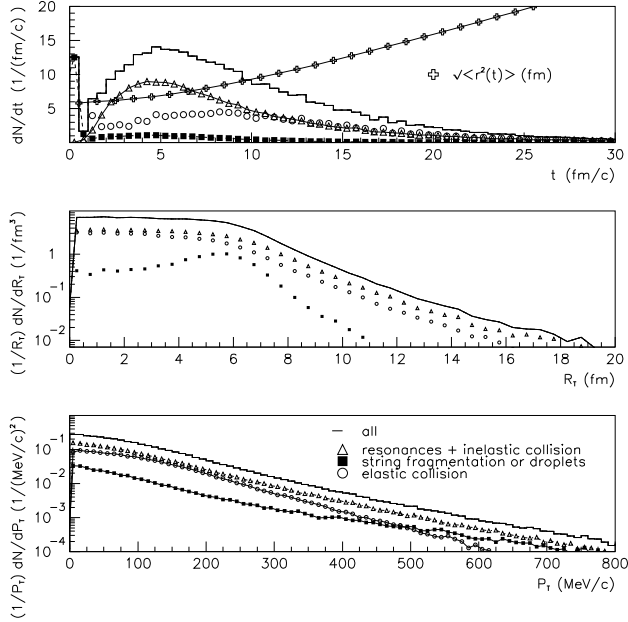 dN/dt (1/(fm/c))
20
15
10
5
√<r²(t)> (fm)
0 5 10 15 20 25 30
t (fm/c)
(1/R_T) dN/dR_T (1/fm³)
1
10⁻¹
10⁻²
0 2 4 6 8 10 12 14 16 18 20
R_T (fm)
(1/P_T) dN/dP_T (1/(MeV/c)²)
10⁻¹
10⁻²
10⁻³
10⁻⁴
all
resonances + inelastic collision
string fragmentation or droplets
elastic collision
0 100 200 300 400 500 600 700 800
P_T (MeV/c)